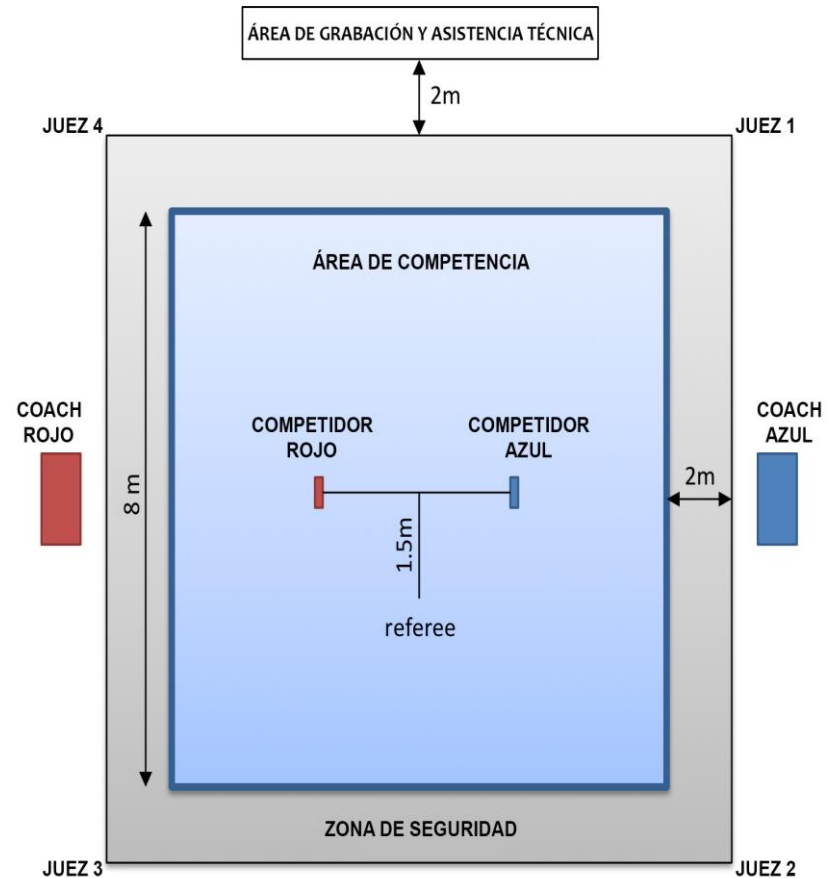 ÁREA DE GRABACIÓN Y ASISTENCIA TÉCNICA
2m
JUEZ 4
JUEZ 1
ÁREA DE COMPETENCIA
COACH
ROJO
COMPETIDOR
ROJO
COMPETIDOR
AZUL
COACH
AZUL
8 m
2m
1.5m
referee
ZONA DE SEGURIDAD
JUEZ 3
JUEZ 2